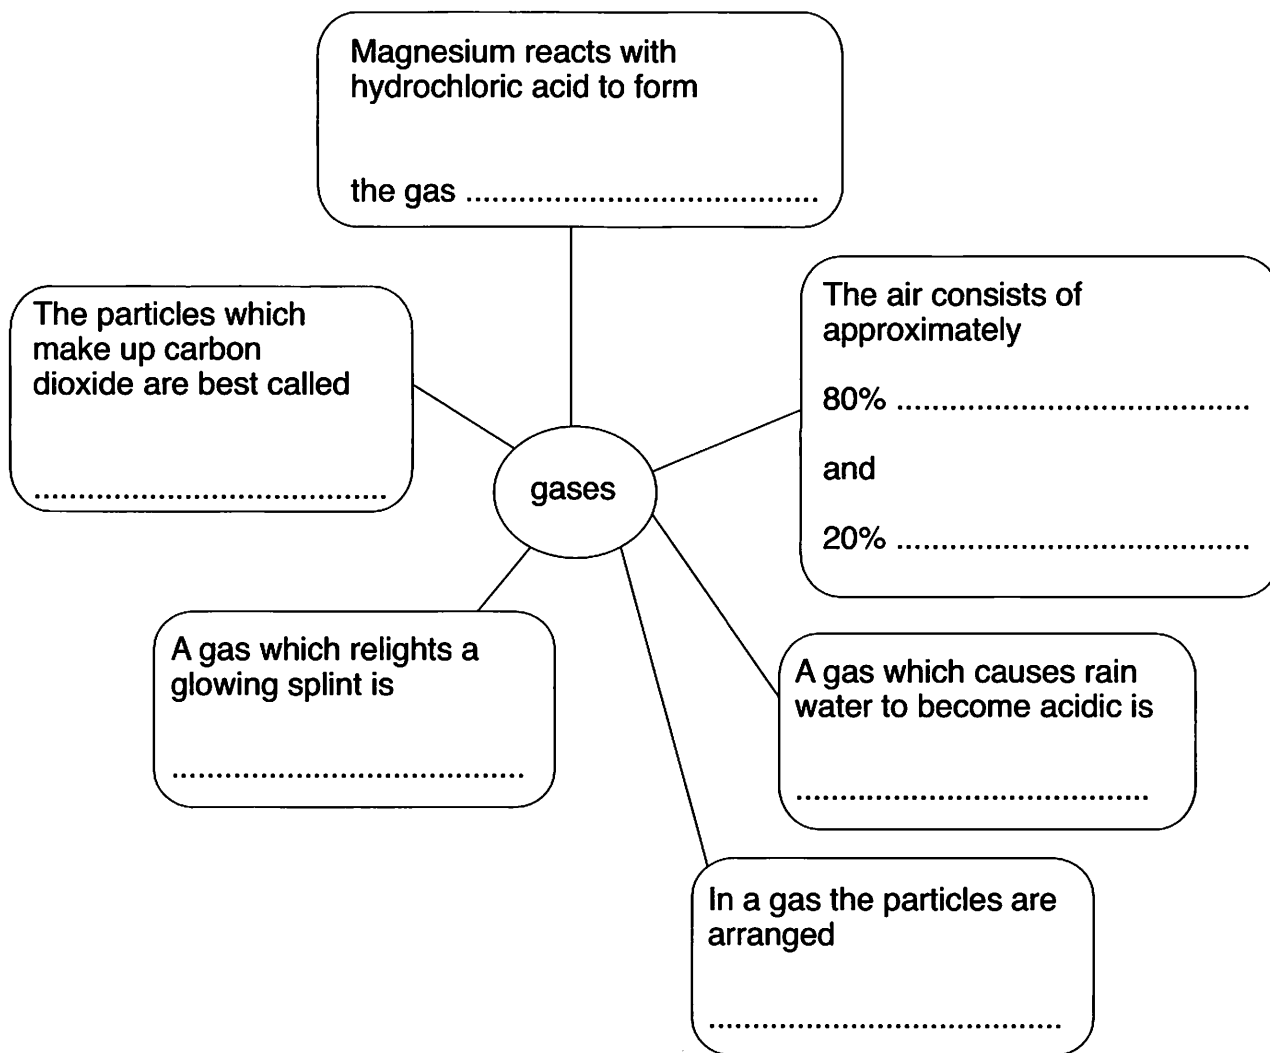 Magnesium reacts with
hydrochloric acid to form
the gas ........................................
The particles which
make up carbon
dioxide are best called
........................................
The air consists of
approximately
80% ........................................
and
20% ........................................
gases
A gas which relights a
glowing splint is
........................................
A gas which causes rain
water to become acidic is
........................................
In a gas the particles are
arranged
........................................